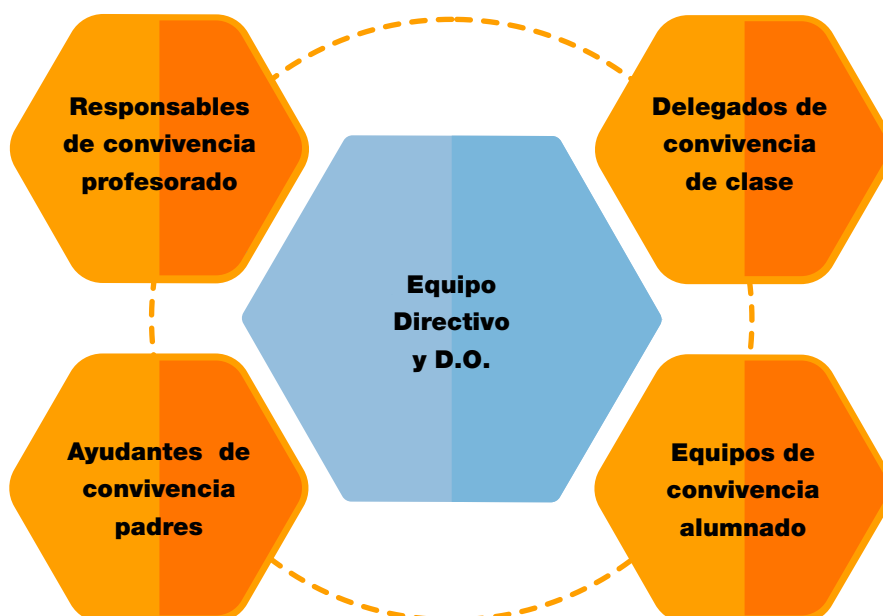 Responsables
de convivencia
profesorado
Delegados de
convivencia
de clase
Equipo
Directivo
y D.O.
Ayudantes de
convivencia
padres
Equipos de
convivencia
alumnado